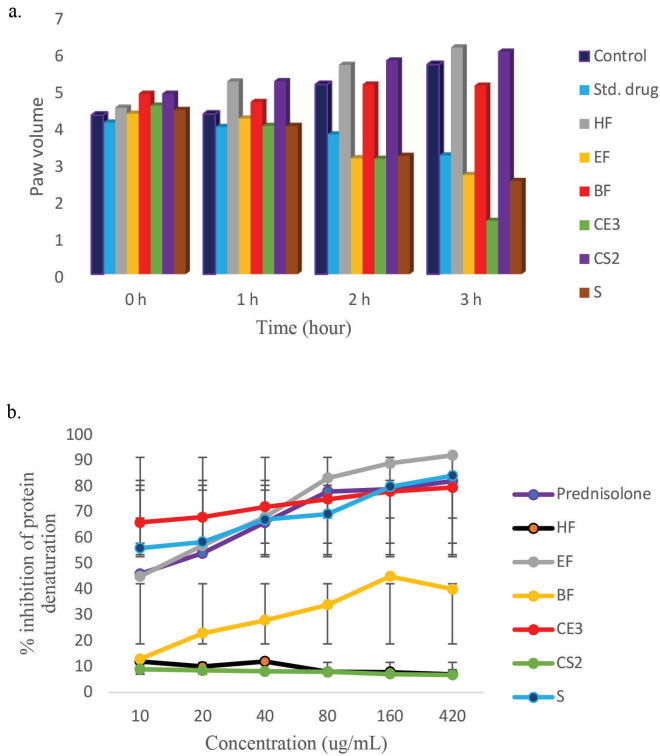 a.
7
6
5
4
3
2
1
0
Paw volume
0 h
1 h
2 h
3 h
Time (hour)
Control
Std. drug
HF
EF
BF
CE3
CS2
S
b.
100
90
80
70
60
50
40
30
20
10
0
% inhibition of protein
denaturation
10
20
40
80
160
420
Concentration (ug/mL)
Prednisolone
HF
EF
BF
CE3
CS2
S